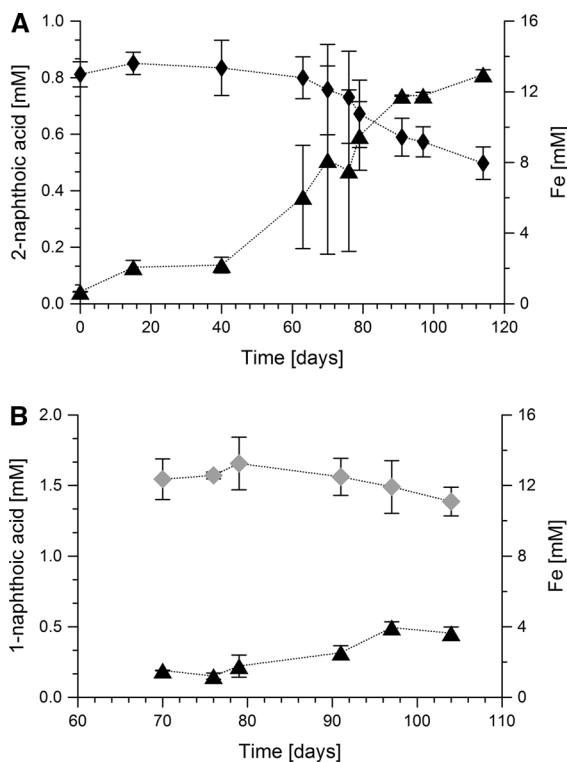 A
1.0
0.8
0.6
0.4
0.2
0.0
2-naphthoic acid [mM]
16
12
8
4
0
Fe [mM]
0 20 40 60 80 100 120
Time [days]
B
2.0
1.5
1.0
0.5
0.0
1-naphthoic acid [mM]
16
12
8
4
0
Fe [mM]
60 70 80 90 100 110
Time [days]